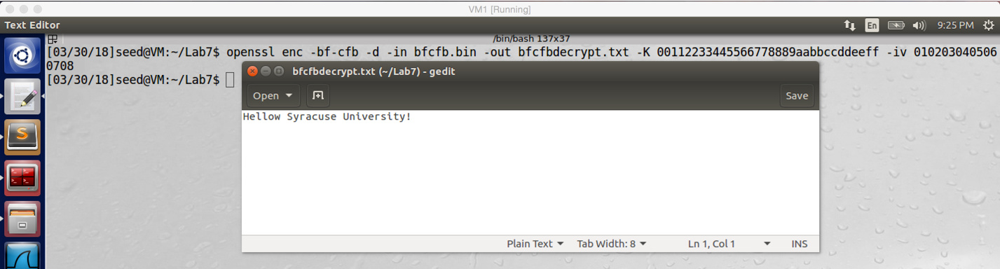 VM1 [Running]
Text Editor En 9:25 PM
/bin/bash 137x37
[03/30/18]seed@VM:~/Lab7$ openssl enc -bf-cfb -d -in bfcfb.bin -out bfcfbdecrypt.txt -K 00112233445566778889aabbccddeeff -iv 010203040506
0708
[03/30/18]seed@VM:~/Lab7$
bfcfbdecrypt.txt (~/Lab7) - gedit
Open Save
Hellow Syracuse University!
Plain Text Tab Width: 8 Ln 1, Col 1 INS